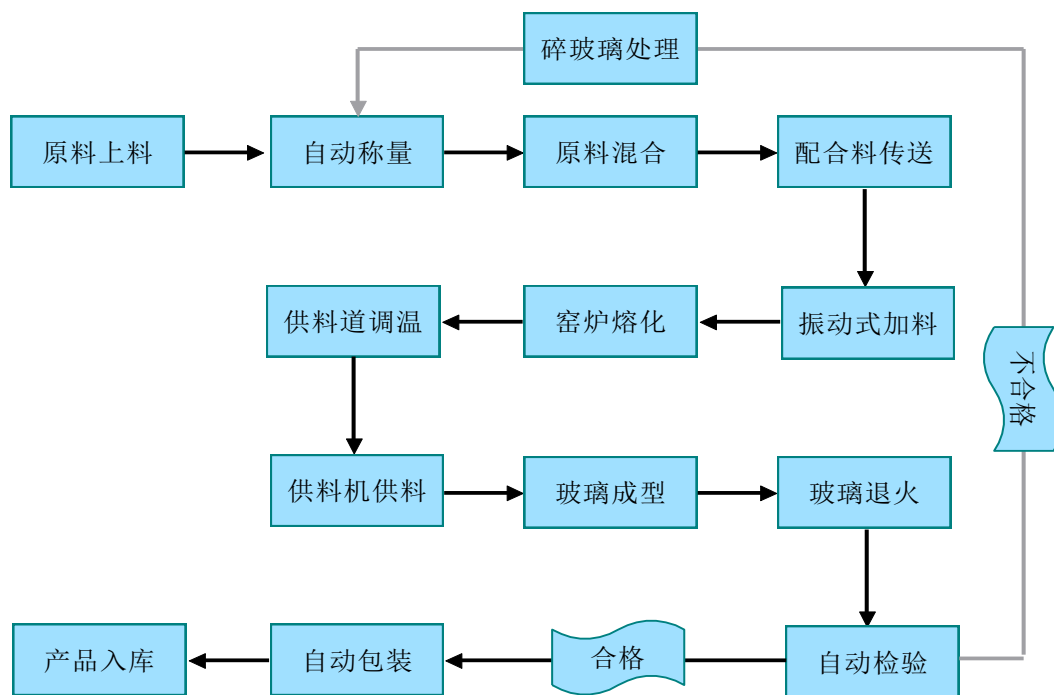 碎玻璃处理
原料上料
自动称量
原料混合
配合料传送
供料道调温
窑炉熔化
振动式加料
不合格
供料机供料
玻璃成型
玻璃退火
产品入库
自动包装
合格
自动检验